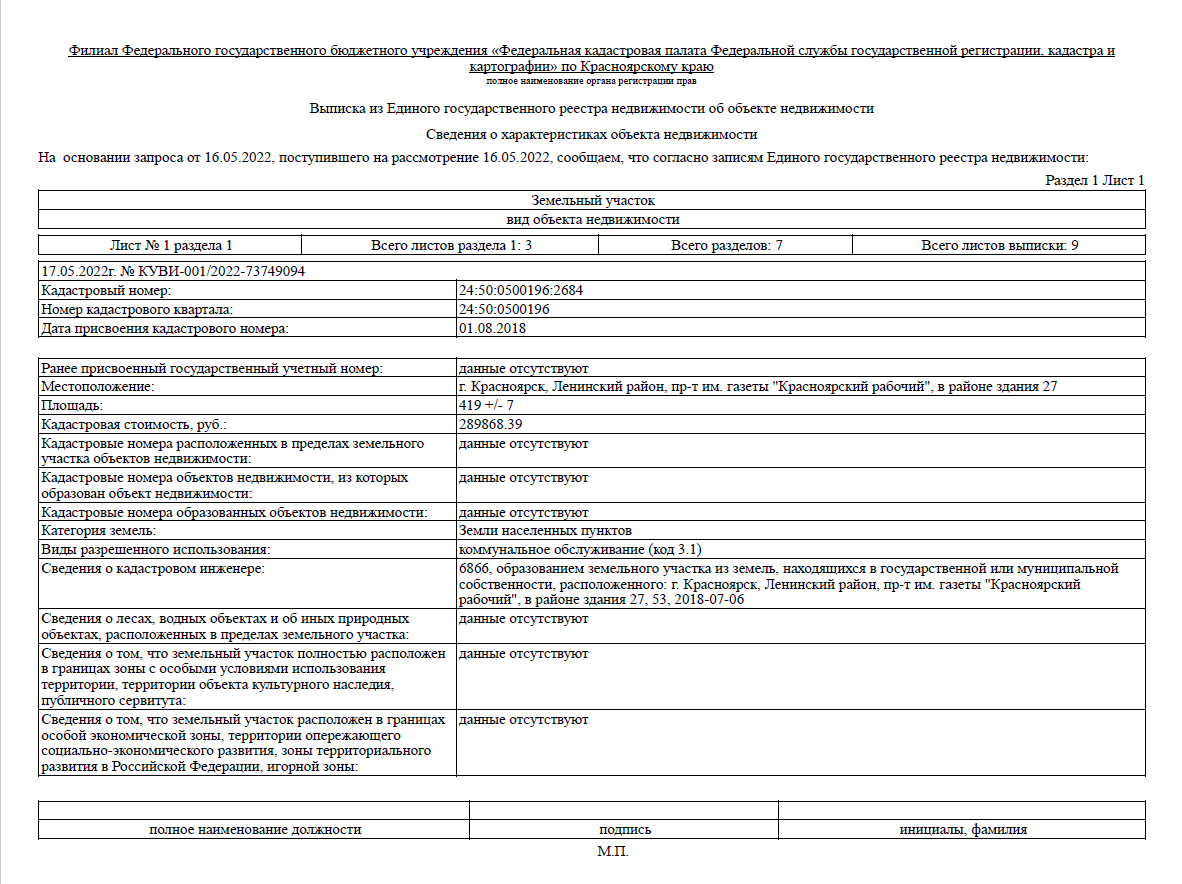 Филиал Федерального государственного бюджетного учреждения «Федеральная кадастровая палата Федеральной службы государственной регистрации, кадастра и
картографии» по Красноярскому краю
полное наименование органа регистрации прав
Выписка из Единого государственного реестра недвижимости об объекте недвижимости
Сведения о характеристиках объекта недвижимости
На основании запроса от 16.05.2022, поступившего на рассмотрение 16.05.2022, сообщаем, что согласно записям Единого государственного реестра недвижимости:
Раздел 1 Лист 1
Земельный участок
вид объекта недвижимости
Лист № 1 раздела 1 Всего листов раздела 1: 3 Всего разделов: 7 Всего листов выписки: 9
17.05.2022г. № КУВИ-001/2022-73749094
Кадастровый номер: 24:50:0500196:2684
Номер кадастрового квартала: 24:50:0500196
Дата присвоения кадастрового номера: 01.08.2018
Ранее присвоенный государственный учетный номер: данные отсутствуют
Местоположение: г. Красноярск, Ленинский район, пр-т им. газеты "Красноярский рабочий", в районе здания 27
Площадь: 419 +/- 7
Кадастровая стоимость, руб.: 289868.39
Кадастровые номера расположенных в пределах земельного
участка объектов недвижимости:
данные отсутствуют
Кадастровые номера объектов недвижимости, из которых
образован объект недвижимости:
данные отсутствуют
Кадастровые номера образованных объектов недвижимости: данные отсутствуют
Категория земель: Земли населенных пунктов
Виды разрешенного использования: коммунальное обслуживание (код 3.1)
Сведения о кадастровом инженере:
6866, образованием земельного участка из земель, находящихся в государственной или муниципальной
собственности, расположенного: г. Красноярск, Ленинский район, пр-т им. газеты "Красноярский
рабочий", в районе здания 27, 53, 2018-07-06
Сведения о лесах, водных объектах и об иных природных
объектах, расположенных в пределах земельного участка:
данные отсутствуют
Сведения о том, что земельный участок полностью расположен
в границах зоны с особыми условиями использования
территории, территории объекта культурного наследия,
публичного сервитута:
данные отсутствуют
Сведения о том, что земельный участок расположен в границах
особой экономической зоны, территории опережающего
социально-экономического развития, зоны территориального
развития в Российской Федерации, игорной зоны:
данные отсутствуют
полное наименование должности подпись инициалы, фамилия
М.П.